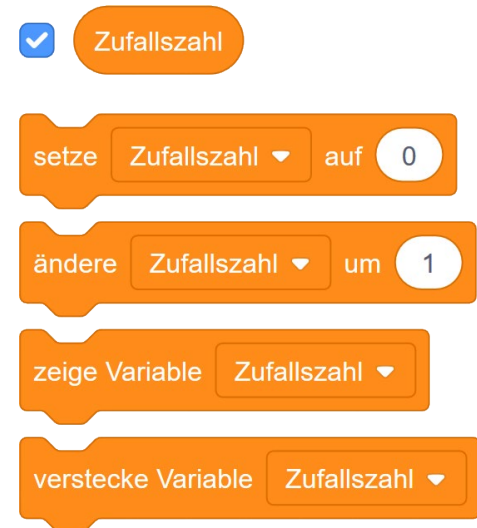 Zufallszahl
setze Zufallszahl auf 0
ändere Zufallszahl um 1
zeige Variable Zufallszahl
verstecke Variable Zufallszahl